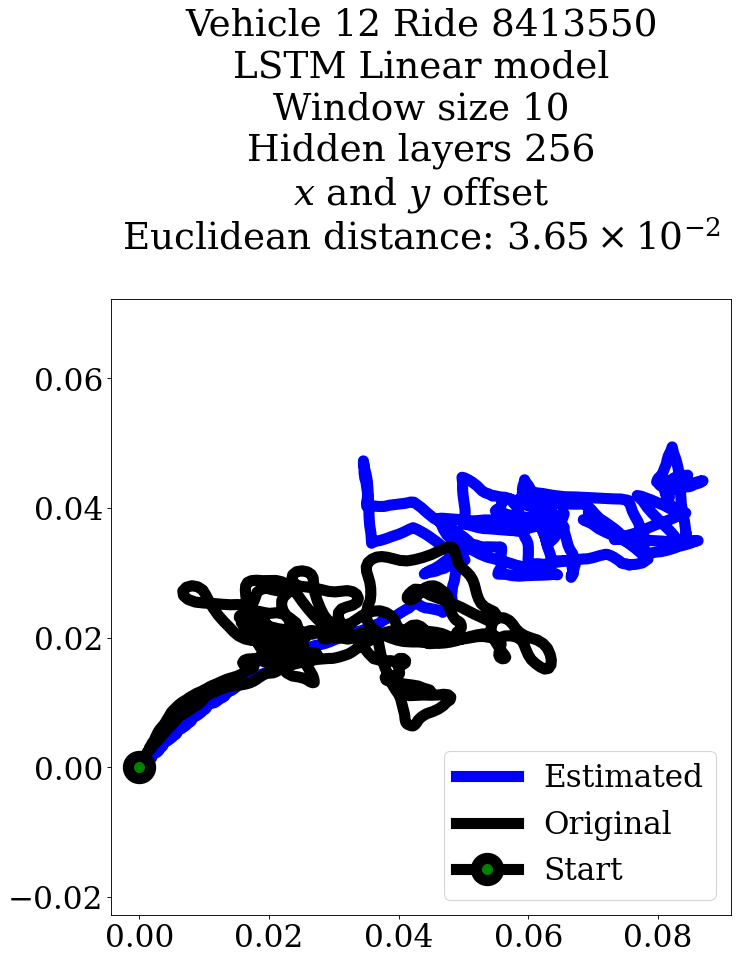 Vehicle 12 Ride 8413550
LSTM Linear model
Window size 10
Hidden layers 256
x and y offset
Euclidean distance: 3.65 × 10⁻²
0.06
0.04
0.02
0.00
−0.02
Estimated
Original
Start
0.00 0.02 0.04 0.06 0.08